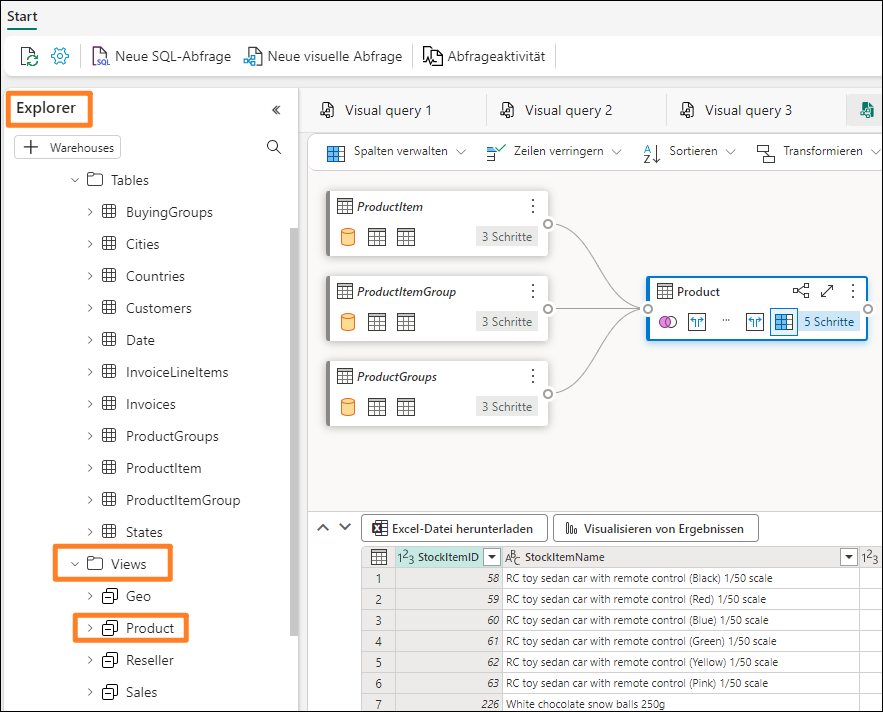 Start
Neue SQL-Abfrage
Neue visuelle Abfrage
Abfrageaktivität
Explorer
Warehouses
Tables
BuyingGroups
Cities
Countries
Customers
Date
InvoiceLineItems
Invoices
ProductGroups
ProductItem
ProductItemGroup
States
Views
Geo
Product
Reseller
Sales
Visual query 1
Visual query 2
Visual query 3
Spalten verwalten
Zeilen verringern
Sortieren
Transformieren
ProductItem
3 Schritte
ProductItemGroup
3 Schritte
ProductGroups
3 Schritte
Product
5 Schritte
Excel-Datei herunterladen
Visualisieren von Ergebnissen
StockItemID StockItemName
1 58 RC toy sedan car with remote control (Black) 1/50 scale
2 59 RC toy sedan car with remote control (Red) 1/50 scale
3 60 RC toy sedan car with remote control (Blue) 1/50 scale
4 61 RC toy sedan car with remote control (Green) 1/50 scale
5 62 RC toy sedan car with remote control (Yellow) 1/50 scale
6 63 RC toy sedan car with remote control (Pink) 1/50 scale
7 226 White chocolate snow balls 250g